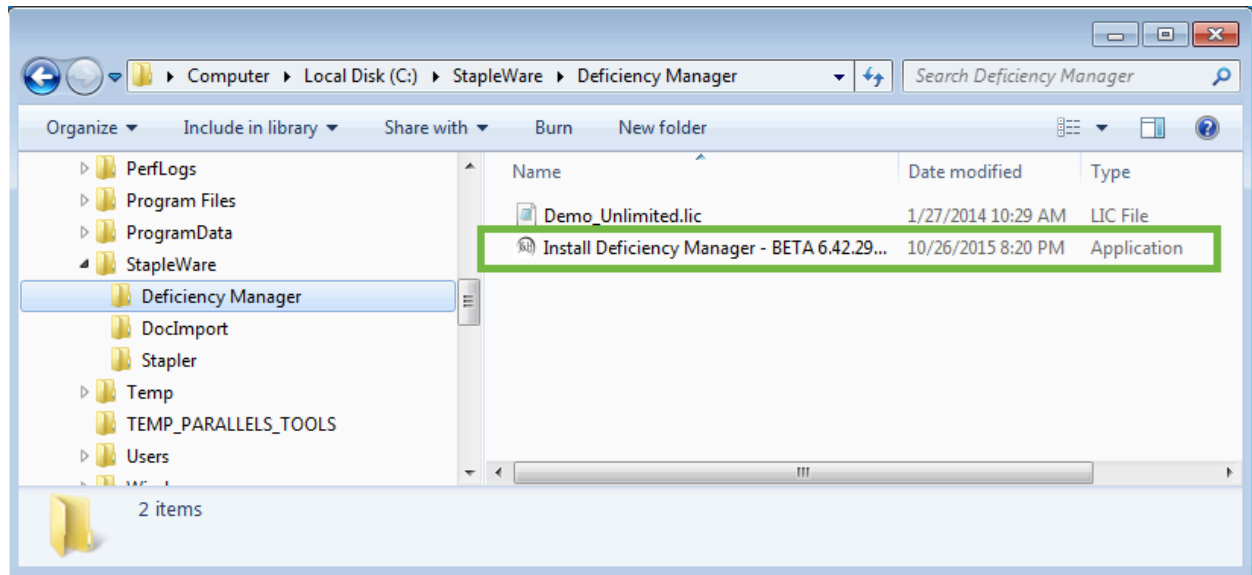 Computer Local Disk (C:) StapleWare Deficiency Manager Search Deficiency Manager
Organize Include in library Share with Burn New folder
PerfLogs
Program Files
ProgramData
StapleWare
Deficiency Manager
DocImport
Stapler
Temp
TEMP_PARALLELS_TOOLS
Users
Name Date modified Type
Demo_Unlimited.lic 1/27/2014 10:29 AM LIC File
Install Deficiency Manager - BETA 6.42.29... 10/26/2015 8:20 PM Application
2 items